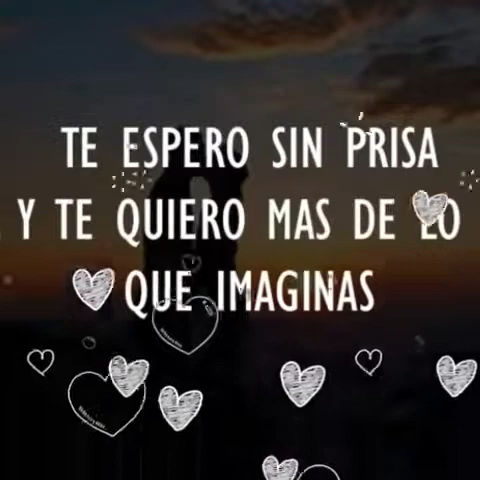 TE ESPERO SIN PRISA
Y TE QUIERO MAS DE LO
QUE IMAGINAS